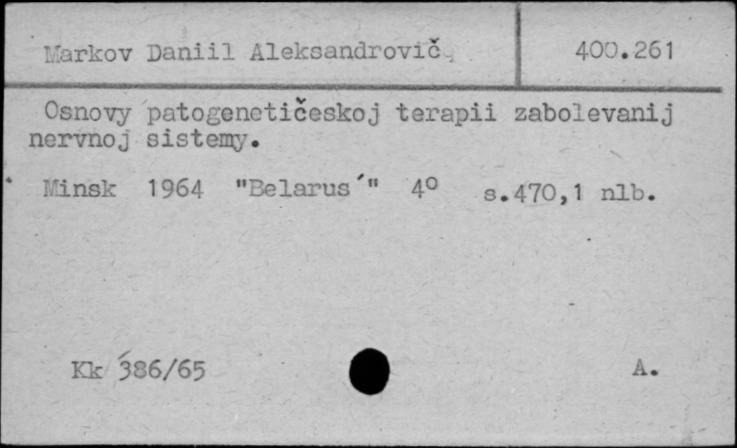 Markov Daniil Aleksandrovič 400.261
Osnovy patogenetičeskoj terapii zabolevanij
nervnoj sistemy.
Minsk 1964 "Belarus´" 4º s.470,1 nlb.
Kk 386/65 A.